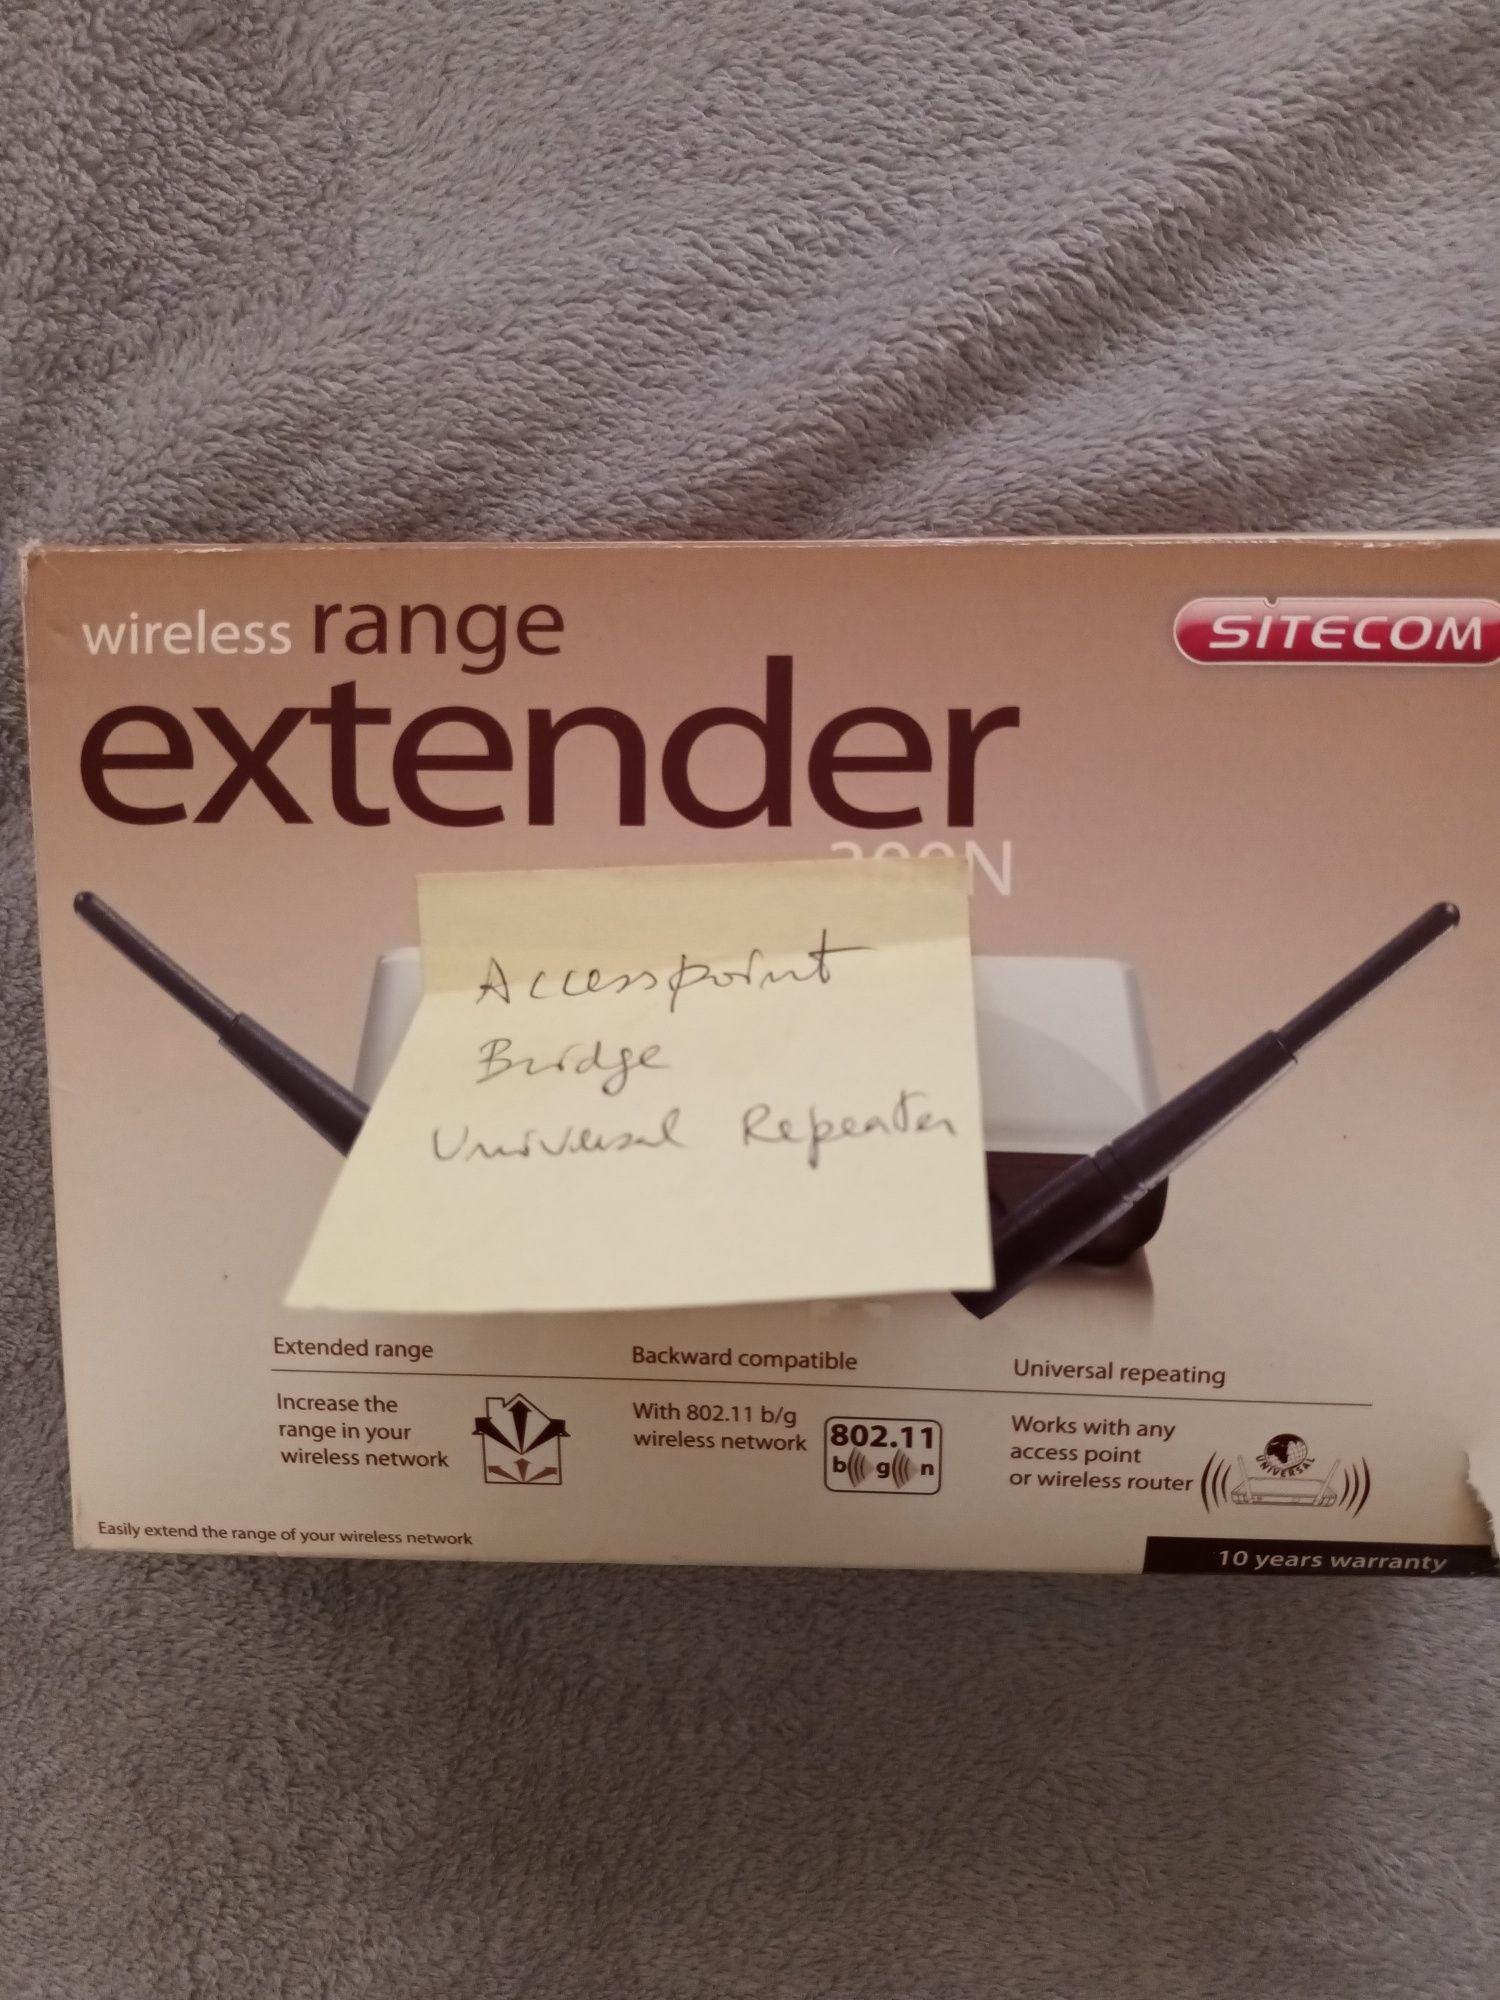 wireless range
SITECOM
extender
300N
Accesspoint
Bridge
Universal Repeater
Extended range
Increase the
range in your
wireless network
Backward compatible
With 802.11 b/g
wireless network
802.11
b g n
Universal repeating
Works with any
access point
or wireless router
UNIVERSAL
Easily extend the range of your wireless network
10 years warranty